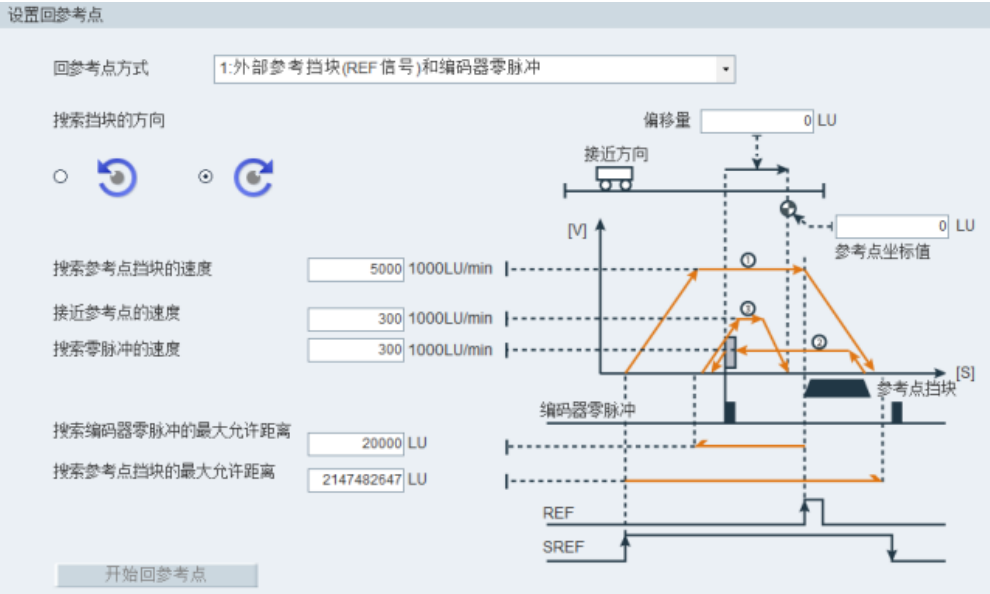 设置回参考点
回参考点方式 1:外部参考挡块(REF信号)和编码器零脉冲
搜索挡块的方向
偏移量 0 LU
接近方向
[V]
0 LU
参考点坐标值
搜索参考点挡块的速度 5000 1000LU/min
①
接近参考点的速度 300 1000LU/min
③
搜索零脉冲的速度 300 1000LU/min
②
[S]
参考点挡块
编码器零脉冲
搜索编码器零脉冲的最大允许距离 20000 LU
搜索参考点挡块的最大允许距离 2147482647 LU
REF
SREF
开始回参考点